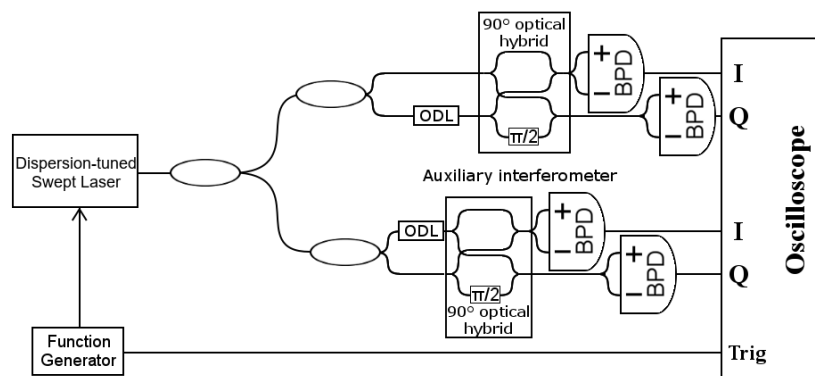 90° optical
hybrid
+
−
BPD
I
+
−
BPD
Q
ODL
π/2
Dispersion-tuned
Swept Laser
Auxiliary interferometer
Oscilloscope
ODL
+
−
BPD
I
+
−
BPD
Q
π/2
90° optical
hybrid
Function
Generator
Trig